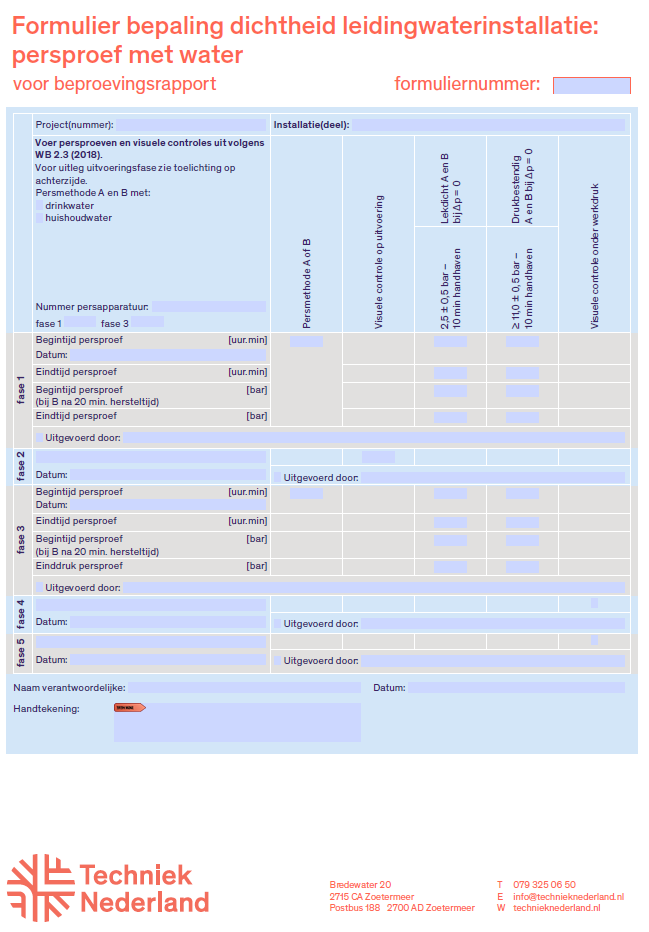 Formulier bepaling dichtheid leidingwaterinstallatie:
persproef met water
voor beproevingsrapport
formuliernummer:
Project(nummer):
Installatie(deel):
Voer persproeven en visuele controles uit volgens
WB 2.3 (2018).
Voor uitleg uitvoeringsfase zie toelichting op
achterzijde.
Persmethode A en B met:
drinkwater
huishoudwater
Nummer persapparatuur:
fase 1 fase 3
Persmethode A of B
Visuele controle op uitvoering
Lekdicht A en B
bij Δp = 0
2,5 ± 0,5 bar –
10 min handhaven
Drukbestendig
A en B bij Δp = 0
≥ 11,0 ± 0,5 bar –
10 min handhaven
Visuele controle onder werkdruk
fase 1
Begintijd persproef [uur.min]
Datum:
Eindtijd persproef [uur.min]
Begintijd persproef [bar]
(bij B na 20 min. hersteltijd)
Eindtijd persproef [bar]
Uitgevoerd door:
fase 2
Datum:
Uitgevoerd door:
fase 3
Begintijd persproef [uur.min]
Datum:
Eindtijd persproef [uur.min]
Begintijd persproef [bar]
(bij B na 20 min. hersteltijd)
Einddruk persproef [bar]
Uitgevoerd door:
fase 4
Datum:
Uitgevoerd door:
fase 5
Datum:
Uitgevoerd door:
Naam verantwoordelijke:
Datum:
Handtekening:
Techniek
Nederland
Bredewater 20
2715 CA Zoetermeer
Postbus 188 2700 AD Zoetermeer
T 079 325 06 50
E info@technieknederland.nl
W technieknederland.nl